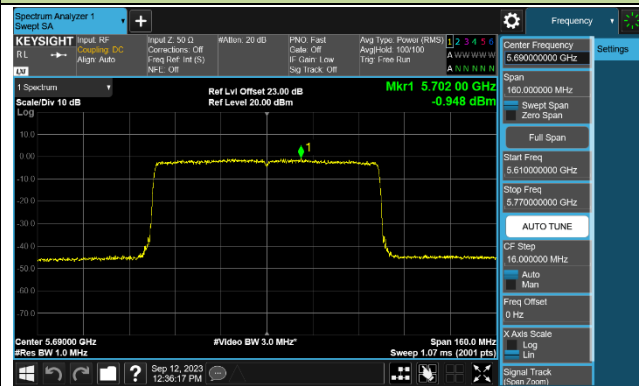 Spectrum Analyzer 1
Swept SA
+
Frequency
KEYSIGHT
RL
LXI
Input: RF
Coupling: DC
Align: Auto
Input Z: 50 Ω
Corrections: Off
Freq Ref: Int (S)
NFE: Off
#Atten: 20 dB
PNO: Fast
Gate: Off
IF Gain: Low
Sig Track: Off
Avg Type: Power (RMS)
Avg|Hold: 100/100
Trig: Free Run
1 2 3 4 5 6
A W W W W W
A N N N N N
1 Spectrum
Scale/Div 10 dB
Log
Ref Lvl Offset 23.00 dB
Ref Level 20.00 dBm
Mkr1 5.702 00 GHz
-0.948 dBm
1
10.0
0.00
-10.0
-20.0
-30.0
-40.0
-50.0
-60.0
-70.0
Center 5.69000 GHz
#Res BW 1.0 MHz
#Video BW 3.0 MHz*
Span 160.0 MHz
Sweep 1.07 ms (2001 pts)
Center Frequency
5.690000000 GHz
Settings
Span
160.000000 MHz
Swept Span
Zero Span
Full Span
Start Freq
5.610000000 GHz
Stop Freq
5.770000000 GHz
AUTO TUNE
CF Step
16.000000 MHz
Auto
Man
Freq Offset
0 Hz
X Axis Scale
Log
Lin
Signal Track
(Span Zoom)
?
Sep 12, 2023
12:36:17 PM